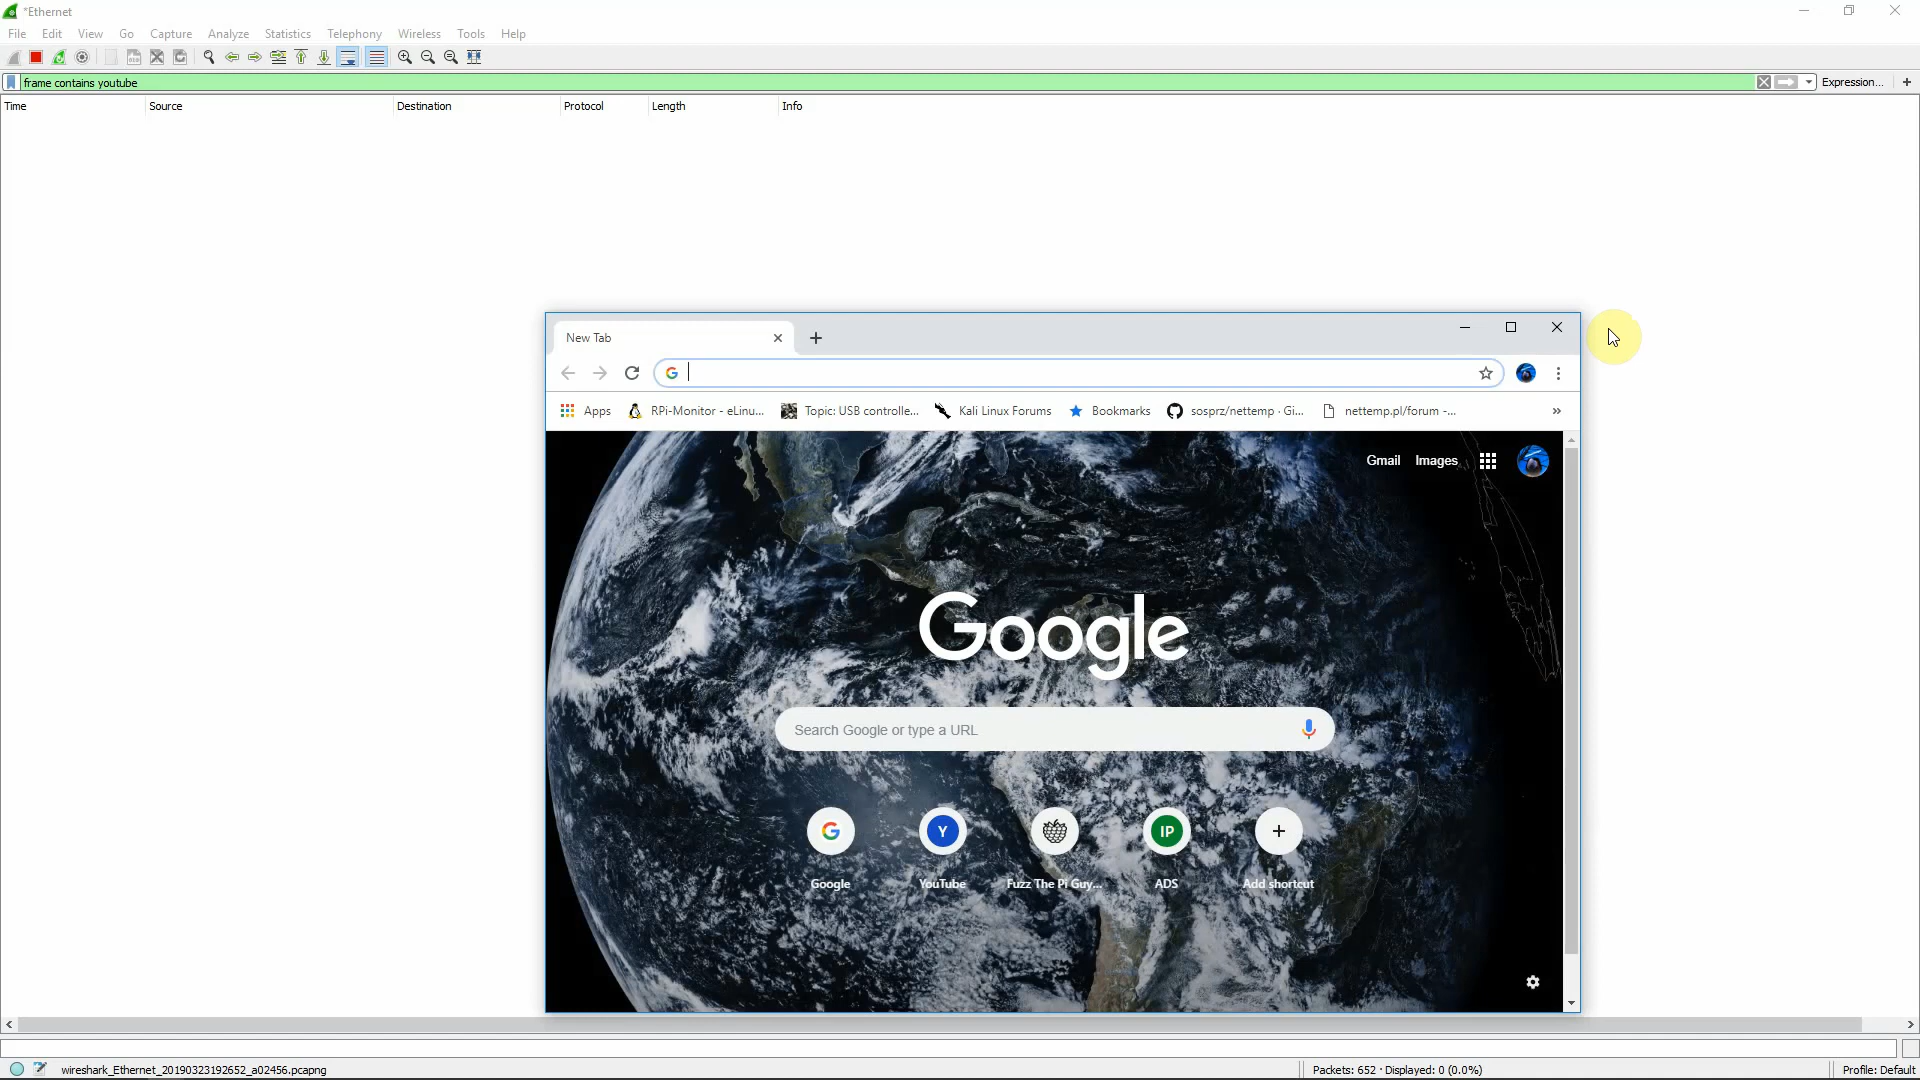 *Ethernet
File Edit View Go Capture Analyze Statistics Telephony Wireless Tools Help
frame contains youtube
Expression... +
Time Source Destination Protocol Length Info
New Tab
Apps RPi-Monitor - eLinu... Topic: USB controlle... Kali Linux Forums Bookmarks sosprz/nettemp · Gi... nettemp.pl/forum -... »
Gmail Images
Google
Search Google or type a URL
G Y IP +
Google YouTube Fuzz The Pi Guy... ADS Add shortcut
wireshark_Ethernet_20190323192652_a02456.pcapng
Packets: 652 · Displayed: 0 (0.0%)
Profile: Default